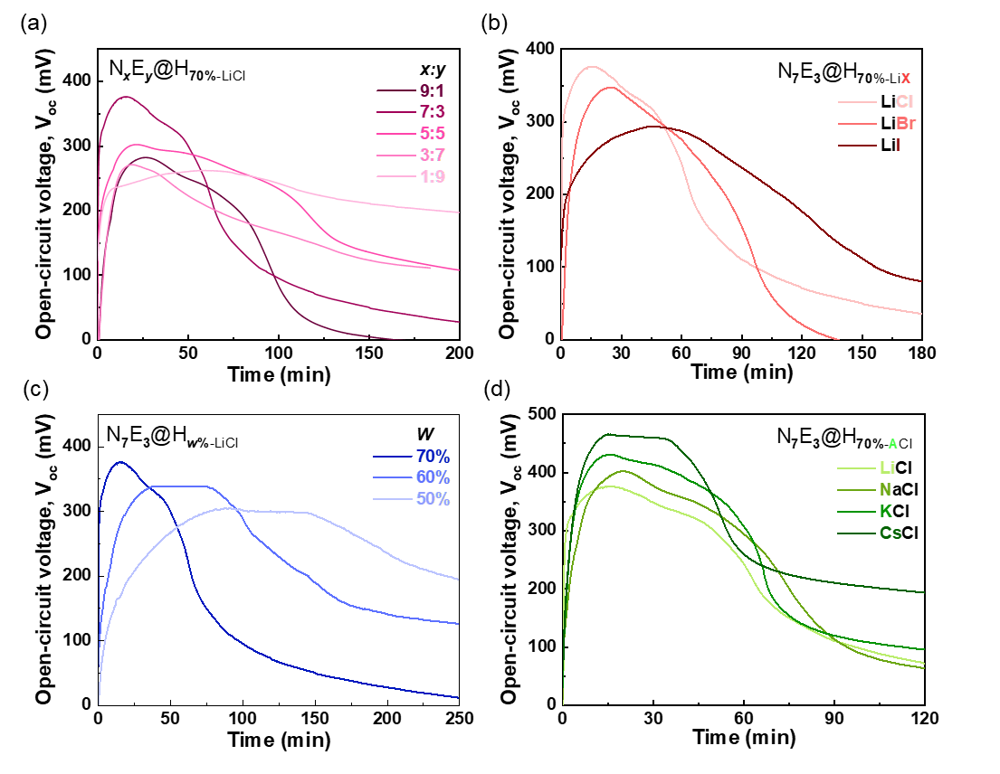 (a)
NxEy@H70%-LiCl
x:y
9:1
7:3
5:5
3:7
1:9
Open-circuit voltage, Voc (mV)
400
300
200
100
0
0 50 100 150 200
Time (min)
(b)
N7E3@H70%-LiX
LiCl
LiBr
LiI
Open-circuit voltage, Voc (mV)
400
300
200
100
0
0 30 60 90 120 150 180
Time (min)
(c)
N7E3@Hw%-LiCl
W
70%
60%
50%
Open-circuit voltage, Voc (mV)
400
300
200
100
0
0 50 100 150 200 250
Time (min)
(d)
N7E3@H70%-ACl
LiCl
NaCl
KCl
CsCl
Open-circuit voltage, Voc (mV)
500
400
300
200
100
0
0 30 60 90 120
Time (min)